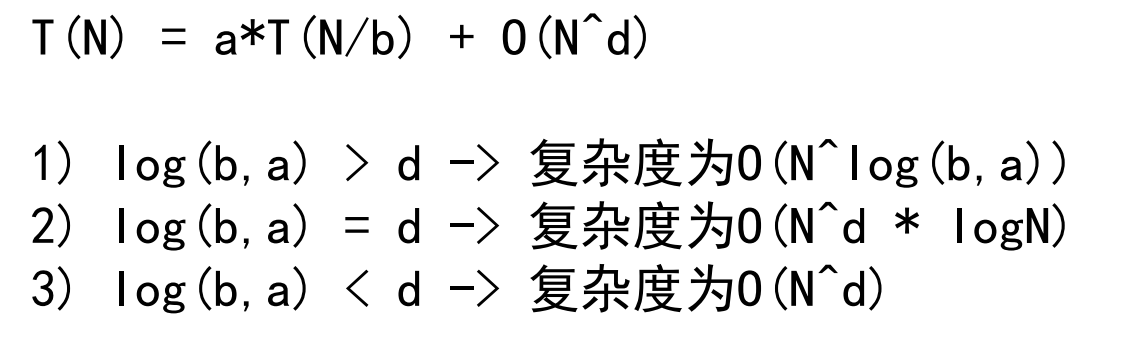 T(N) = a*T(N/b) + O(N^d)
1) log(b,a) > d -> 复杂度为O(N^log(b,a))
2) log(b,a) = d -> 复杂度为O(N^d * logN)
3) log(b,a) < d -> 复杂度为O(N^d)